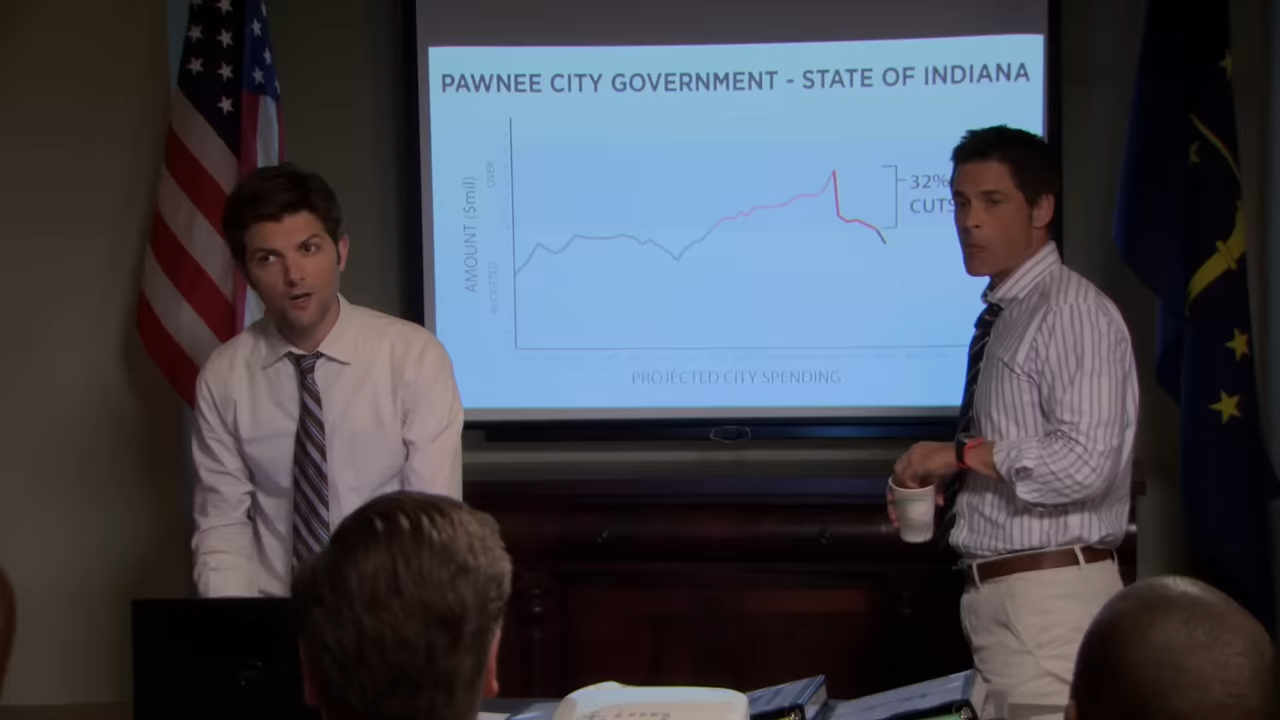 PAWNEE CITY GOVERNMENT - STATE OF INDIANA
OVER
AMOUNT ($mil)
32%
CUTS
PROJECTED CITY SPENDING